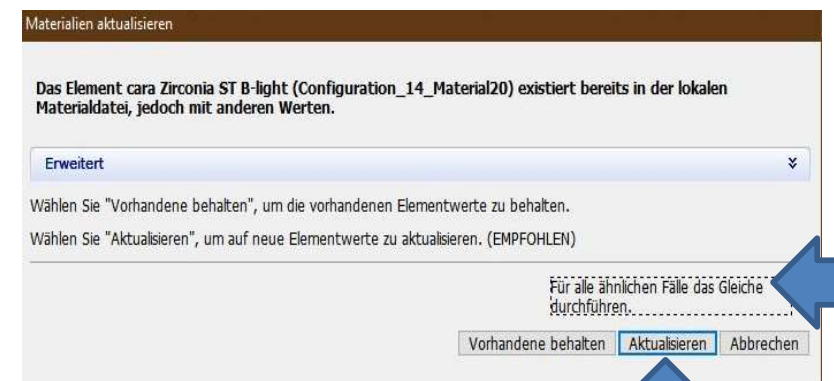 Materialien aktualisieren
Das Element cara Zirconia ST B-light (Configuration_14_Material20) existiert bereits in der lokalen
Materialdatei, jedoch mit anderen Werten.
Erweitert
Wählen Sie "Vorhandene behalten", um die vorhandenen Elementwerte zu behalten.
Wählen Sie "Aktualisieren", um auf neue Elementwerte zu aktualisieren. (EMPFOHLEN)
Für alle ähnlichen Fälle das Gleiche
durchführen.
Vorhandene behalten Aktualisieren Abbrechen